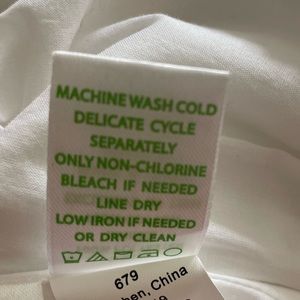 MACHINE WASH COLD
DELICATE CYCLE
SEPARATELY
ONLY NON-CHLORINE
BLEACH IF NEEDED
LINE DRY
LOW IRON IF NEEDED
OR DRY CLEAN
679
China